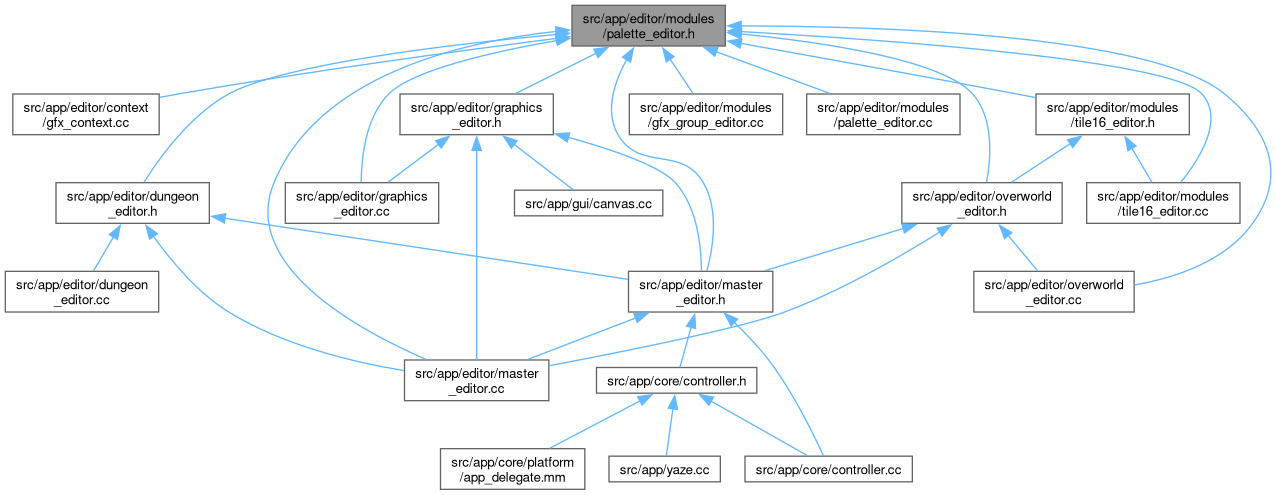 src/app/editor/modules
/palette_editor.h
src/app/editor/context
/gfx_context.cc
src/app/editor/graphics
_editor.h
src/app/editor/modules
/gfx_group_editor.cc
src/app/editor/modules
/palette_editor.cc
src/app/editor/modules
/tile16_editor.h
src/app/editor/dungeon
_editor.h
src/app/editor/graphics
_editor.cc
src/app/gui/canvas.cc
src/app/editor/overworld
_editor.h
src/app/editor/modules
/tile16_editor.cc
src/app/editor/dungeon
_editor.cc
src/app/editor/master
_editor.h
src/app/editor/overworld
_editor.cc
src/app/editor/master
_editor.cc
src/app/core/controller.h
src/app/core/platform
/app_delegate.mm
src/app/yaze.cc
src/app/core/controller.cc